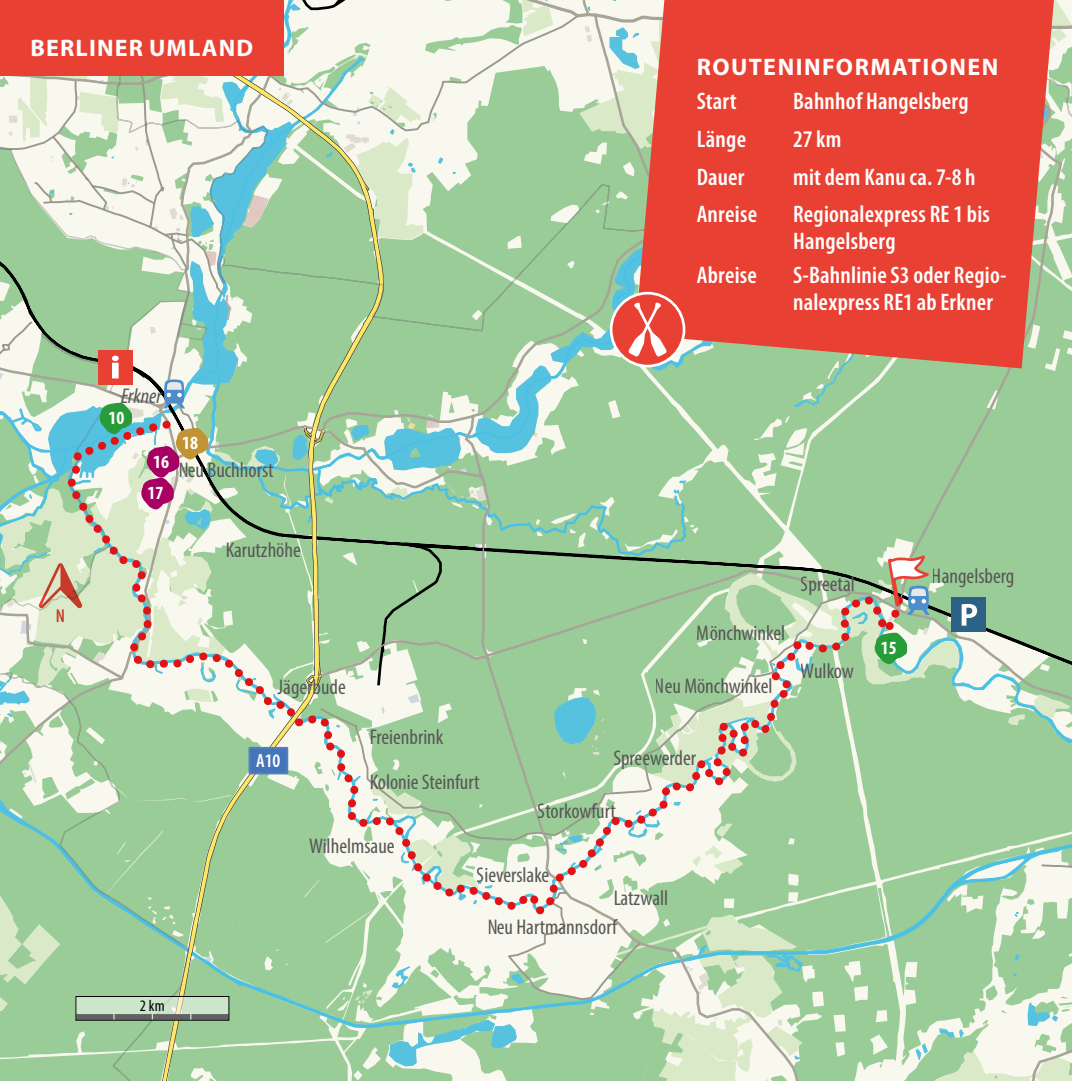 BERLINER UMLAND
ROUTENINFORMATIONEN
Start Bahnhof Hangelsberg
Länge 27 km
Dauer mit dem Kanu ca. 7-8 h
Anreise Regionalexpress RE 1 bis
Hangelsberg
Abreise S-Bahnlinie S3 oder Regio-
nalexpress RE1 ab Erkner
i
Erkner
10
18
16
Neu Buchhorst
17
Karutzhöhe
N
Spreetal
Hangelsberg
P
Mönchwinkel
15
Wulkow
Neu Mönchwinkel
Jägerbude
Freienbrink
A10
Spreewerder
Kolonie Steinfurt
Storkowfurt
Wilhelmsaue
Sieverslake
Latzwall
Neu Hartmannsdorf
2 km